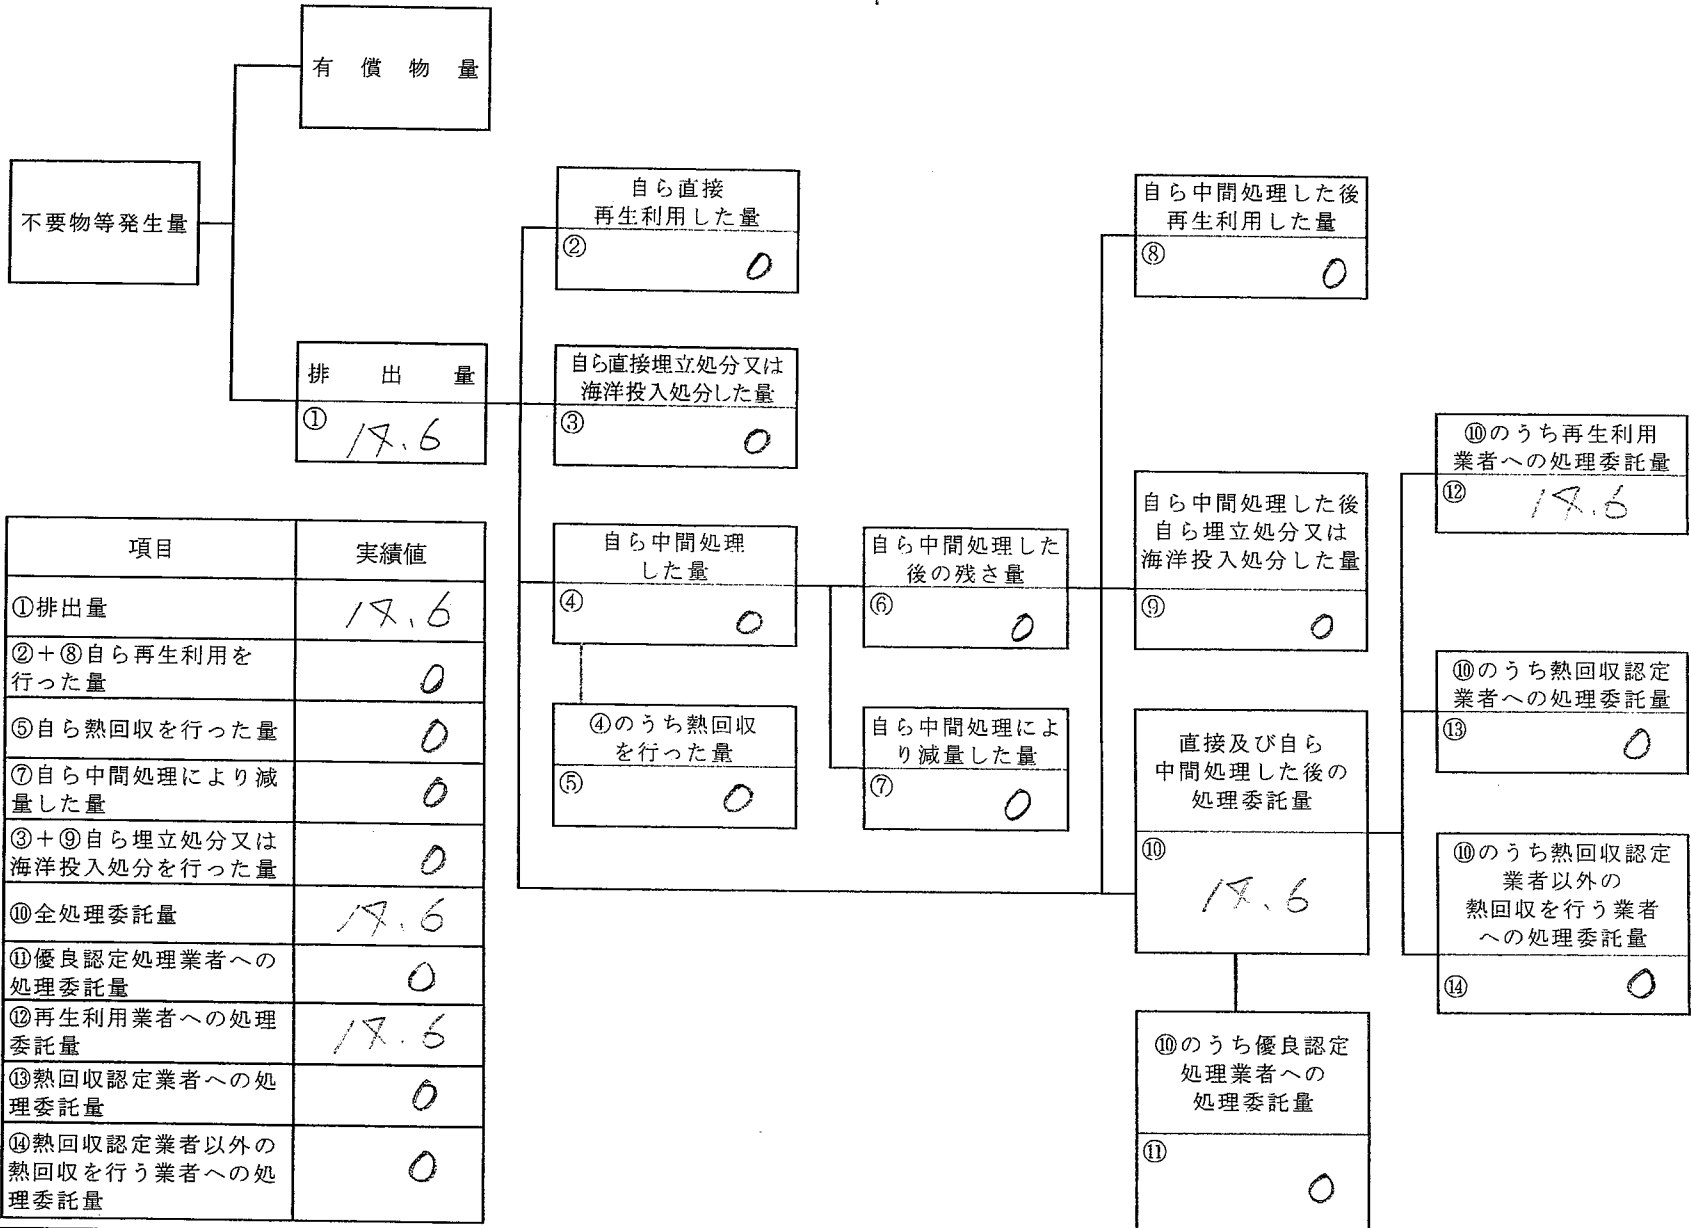 有償物量
不要物等発生量
排出量
①
自ら直接
再生利用した量
②
0
自ら直接埋立処分又は
海洋投入処分した量
③
0
自ら中間処理
した量
④
0
④のうち熱回収
を行った量
⑤
0
自ら中間処理した
後の残さ量
⑥
0
自ら中間処理によ
り減量した量
⑦
0
自ら中間処理した後
再生利用した量
⑧
0
自ら中間処理した後
自ら埋立処分又は
海洋投入処分した量
⑨
0
直接及び自ら
中間処理した後の
処理委託量
⑩
⑩のうち優良認定
処理業者への
処理委託量
⑪
0
⑩のうち再生利用
業者への処理委託量
⑫
⑩のうち熱回収認定
業者への処理委託量
⑬
0
⑩のうち熱回収認定
業者以外の
熱回収を行う業者
への処理委託量
⑭
0
項目 実績値
①排出量
②+⑧自ら再生利用を
行った量
0
⑤自ら熱回収を行った量 0
⑦自ら中間処理により減
量した量
0
③+⑨自ら埋立処分又は
海洋投入処分を行った量
0
⑩全処理委託量
⑪優良認定処理業者への
処理委託量
0
⑫再生利用業者への処理
委託量
⑬熱回収認定業者への処
理委託量
0
⑭熱回収認定業者以外の
熱回収を行う業者への処
理委託量
0